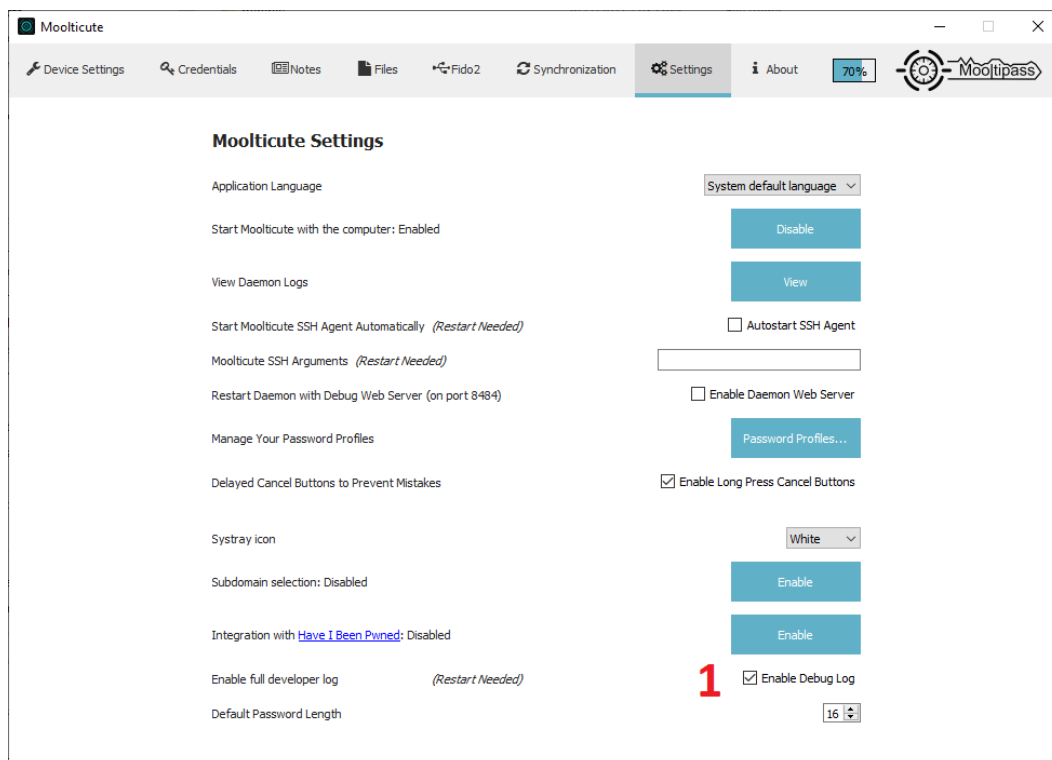 Moolticute
Device Settings Credentials Notes Files Fido2 Synchronization Settings About 70% Mooltipass
Moolticute Settings
Application Language System default language
Start Moolticute with the computer: Enabled Disable
View Daemon Logs View
Start Moolticute SSH Agent Automatically (Restart Needed) Autostart SSH Agent
Moolticute SSH Arguments (Restart Needed)
Restart Daemon with Debug Web Server (on port 8484) Enable Daemon Web Server
Manage Your Password Profiles Password Profiles...
Delayed Cancel Buttons to Prevent Mistakes Enable Long Press Cancel Buttons
Systray icon White
Subdomain selection: Disabled Enable
Integration with Have I Been Pwned: Disabled Enable
Enable full developer log (Restart Needed) 1 Enable Debug Log
Default Password Length 16